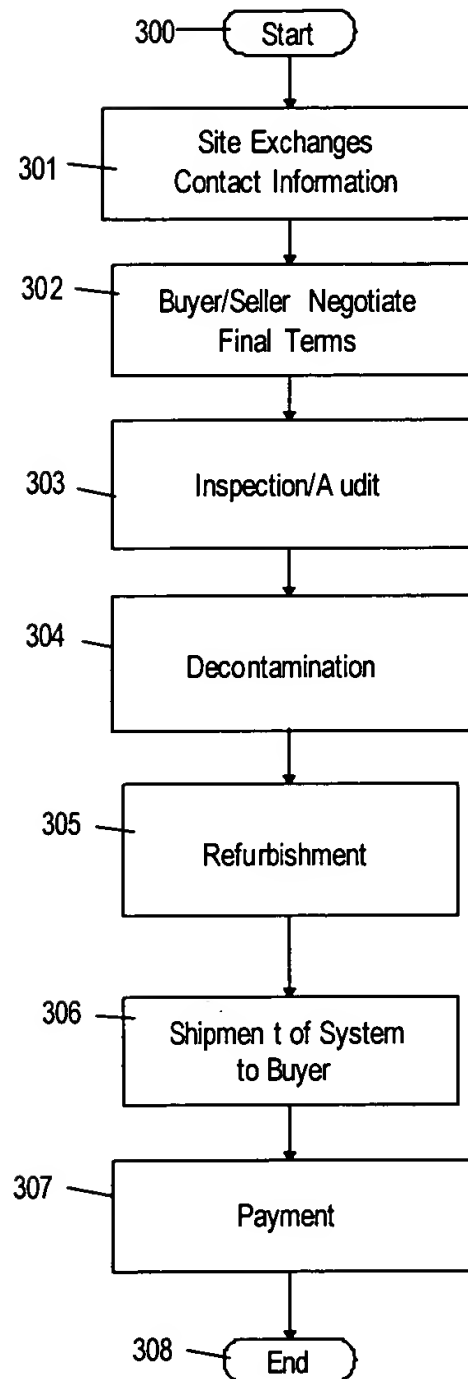 300 Start
301 Site Exchanges
Contact Information
302 Buyer/Seller Negotiate
Final Terms
303 Inspection/A udit
304 Decontamination
305 Refurbishment
306 Shipmen t of System
to Buyer
307 Payment
308 End